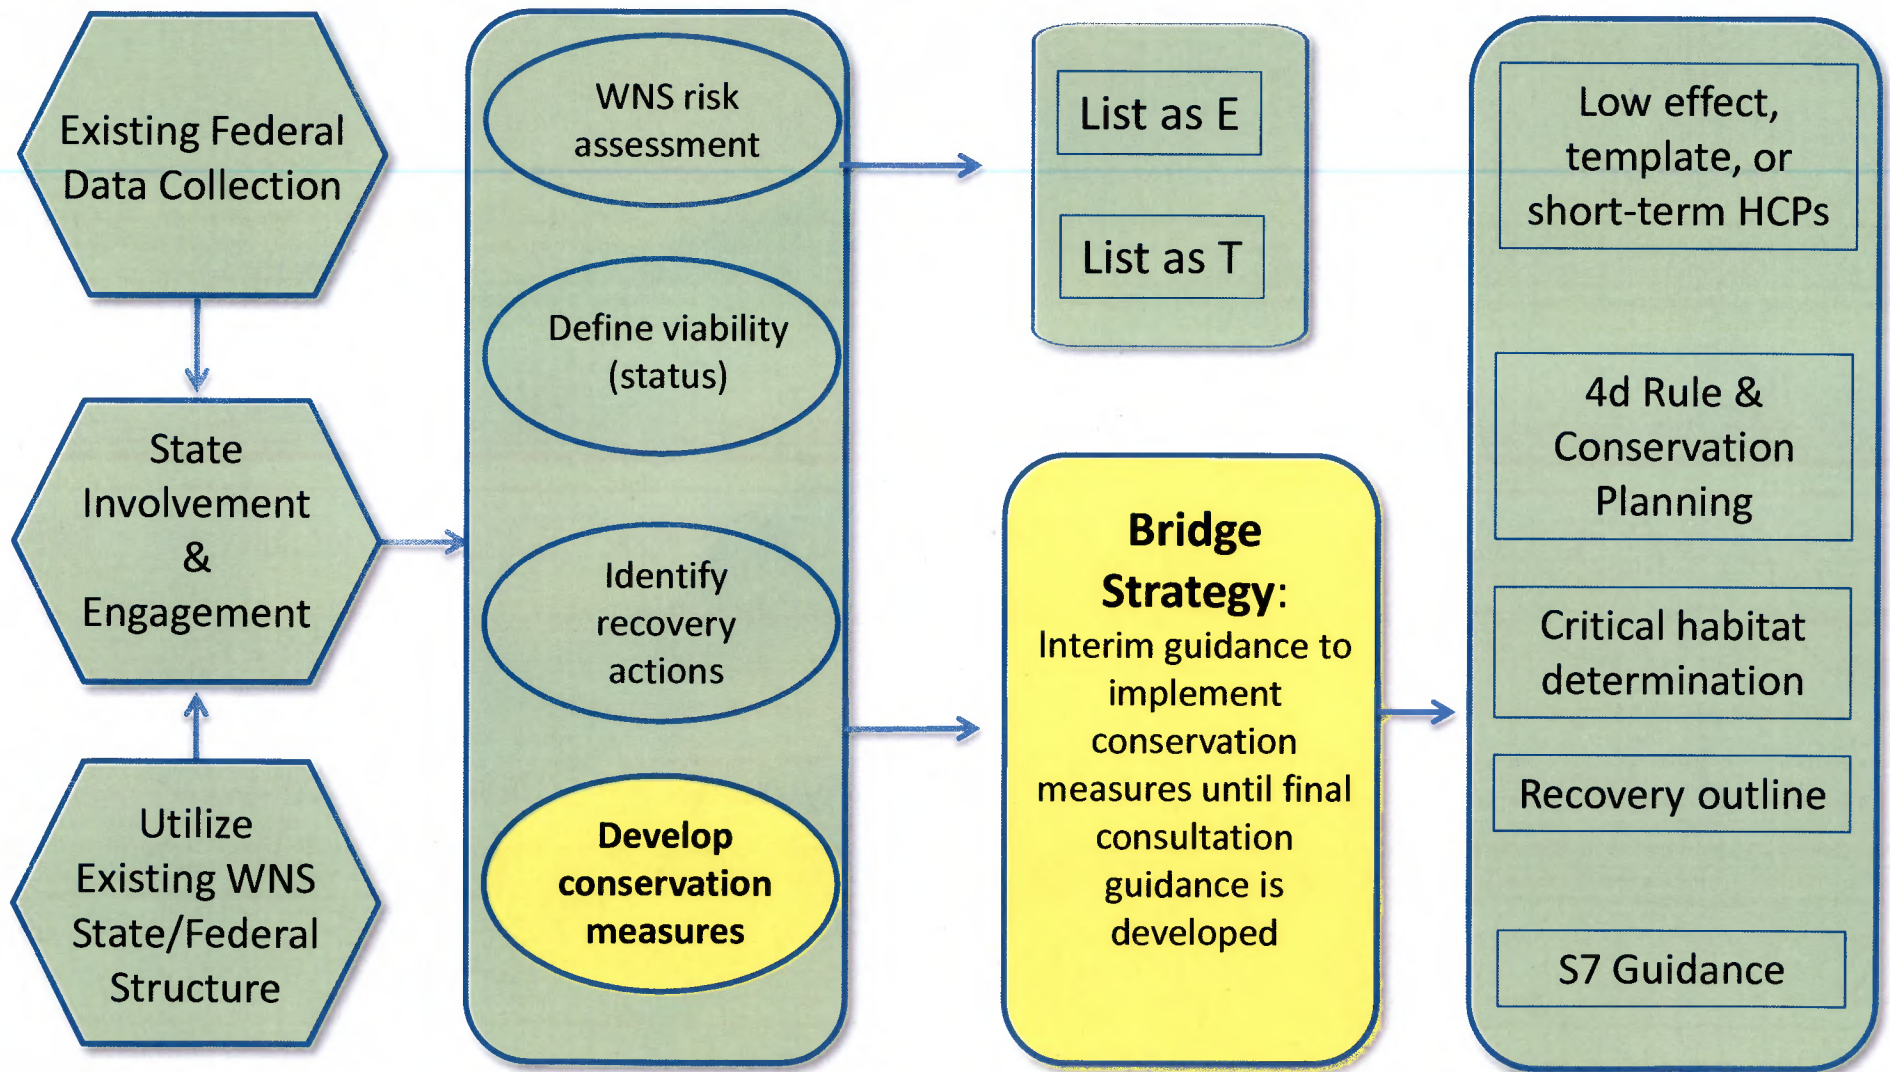 Existing Federal
Data Collection
State
Involvement
&
Engagement
Utilize
Existing WNS
State/Federal
Structure
WNS risk
assessment
Define viability
(status)
Identify
recovery
actions
Develop
conservation
measures
List as E
List as T
Bridge
Strategy:
Interim guidance to
implement
conservation
measures until final
consultation
guidance is
developed
Low effect,
template, or
short-term HCPs
4d Rule &
Conservation
Planning
Critical habitat
determination
Recovery outline
S7 Guidance